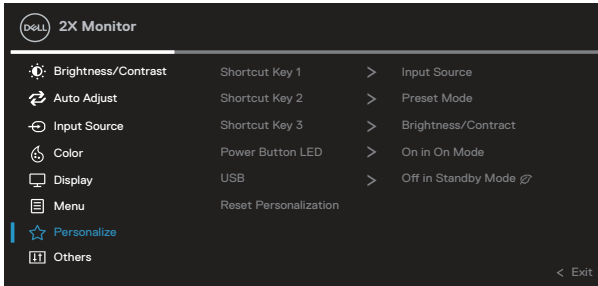 DELL 2X Monitor
Brightness/Contrast Shortcut Key 1 > Input Source
Auto Adjust Shortcut Key 2 > Preset Mode
Input Source Shortcut Key 3 > Brightness/Contract
Color Power Button LED > On in On Mode
Display USB > Off in Standby Mode
Menu Reset Personalization
Personalize
Others
< Exit